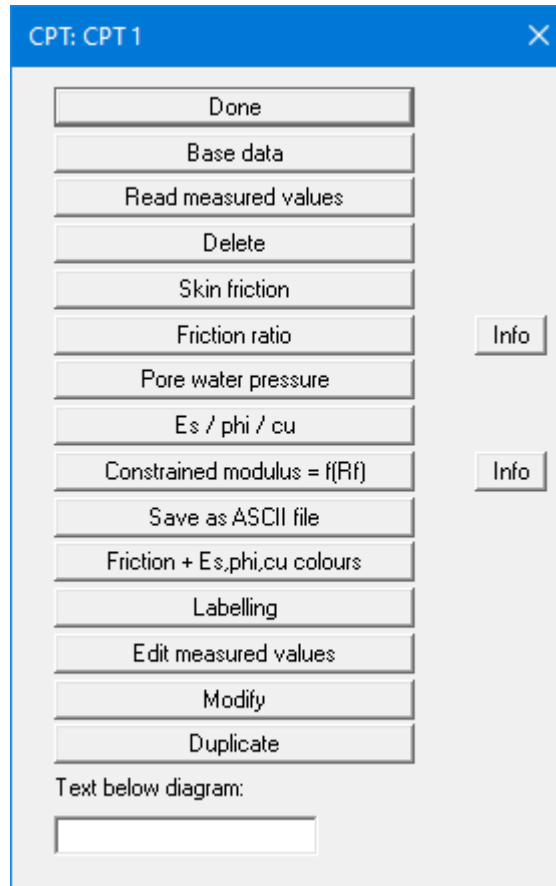 CPT: CPT 1
Done
Base data
Read measured values
Delete
Skin friction
Friction ratio Info
Pore water pressure
Es / phi / cu
Constrained modulus = f(Rf) Info
Save as ASCII file
Friction + Es,phi,cu colours
Labelling
Edit measured values
Modify
Duplicate
Text below diagram: